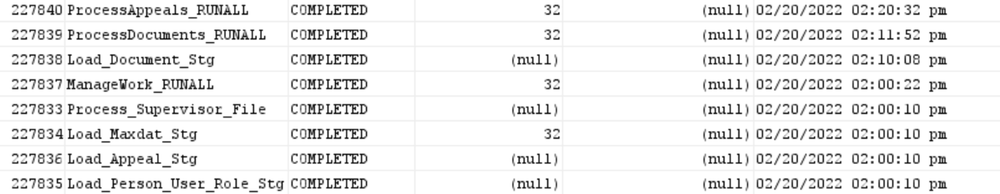 227840 ProcessAppeals_RUNALL COMPLETED 32 (null) 02/20/2022 02:20:32 pm
227839 ProcessDocuments_RUNALL COMPLETED 32 (null) 02/20/2022 02:11:52 pm
227838 Load_Document_Stg COMPLETED (null) (null) 02/20/2022 02:10:08 pm
227837 ManageWork_RUNALL COMPLETED 32 (null) 02/20/2022 02:00:22 pm
227833 Process_Supervisor_File COMPLETED (null) (null) 02/20/2022 02:00:10 pm
227834 Load_Maxdat_Stg COMPLETED 32 (null) 02/20/2022 02:00:10 pm
227836 Load_Appeal_Stg COMPLETED (null) (null) 02/20/2022 02:00:10 pm
227835 Load_Person_User_Role_Stg COMPLETED (null) (null) 02/20/2022 02:00:10 pm